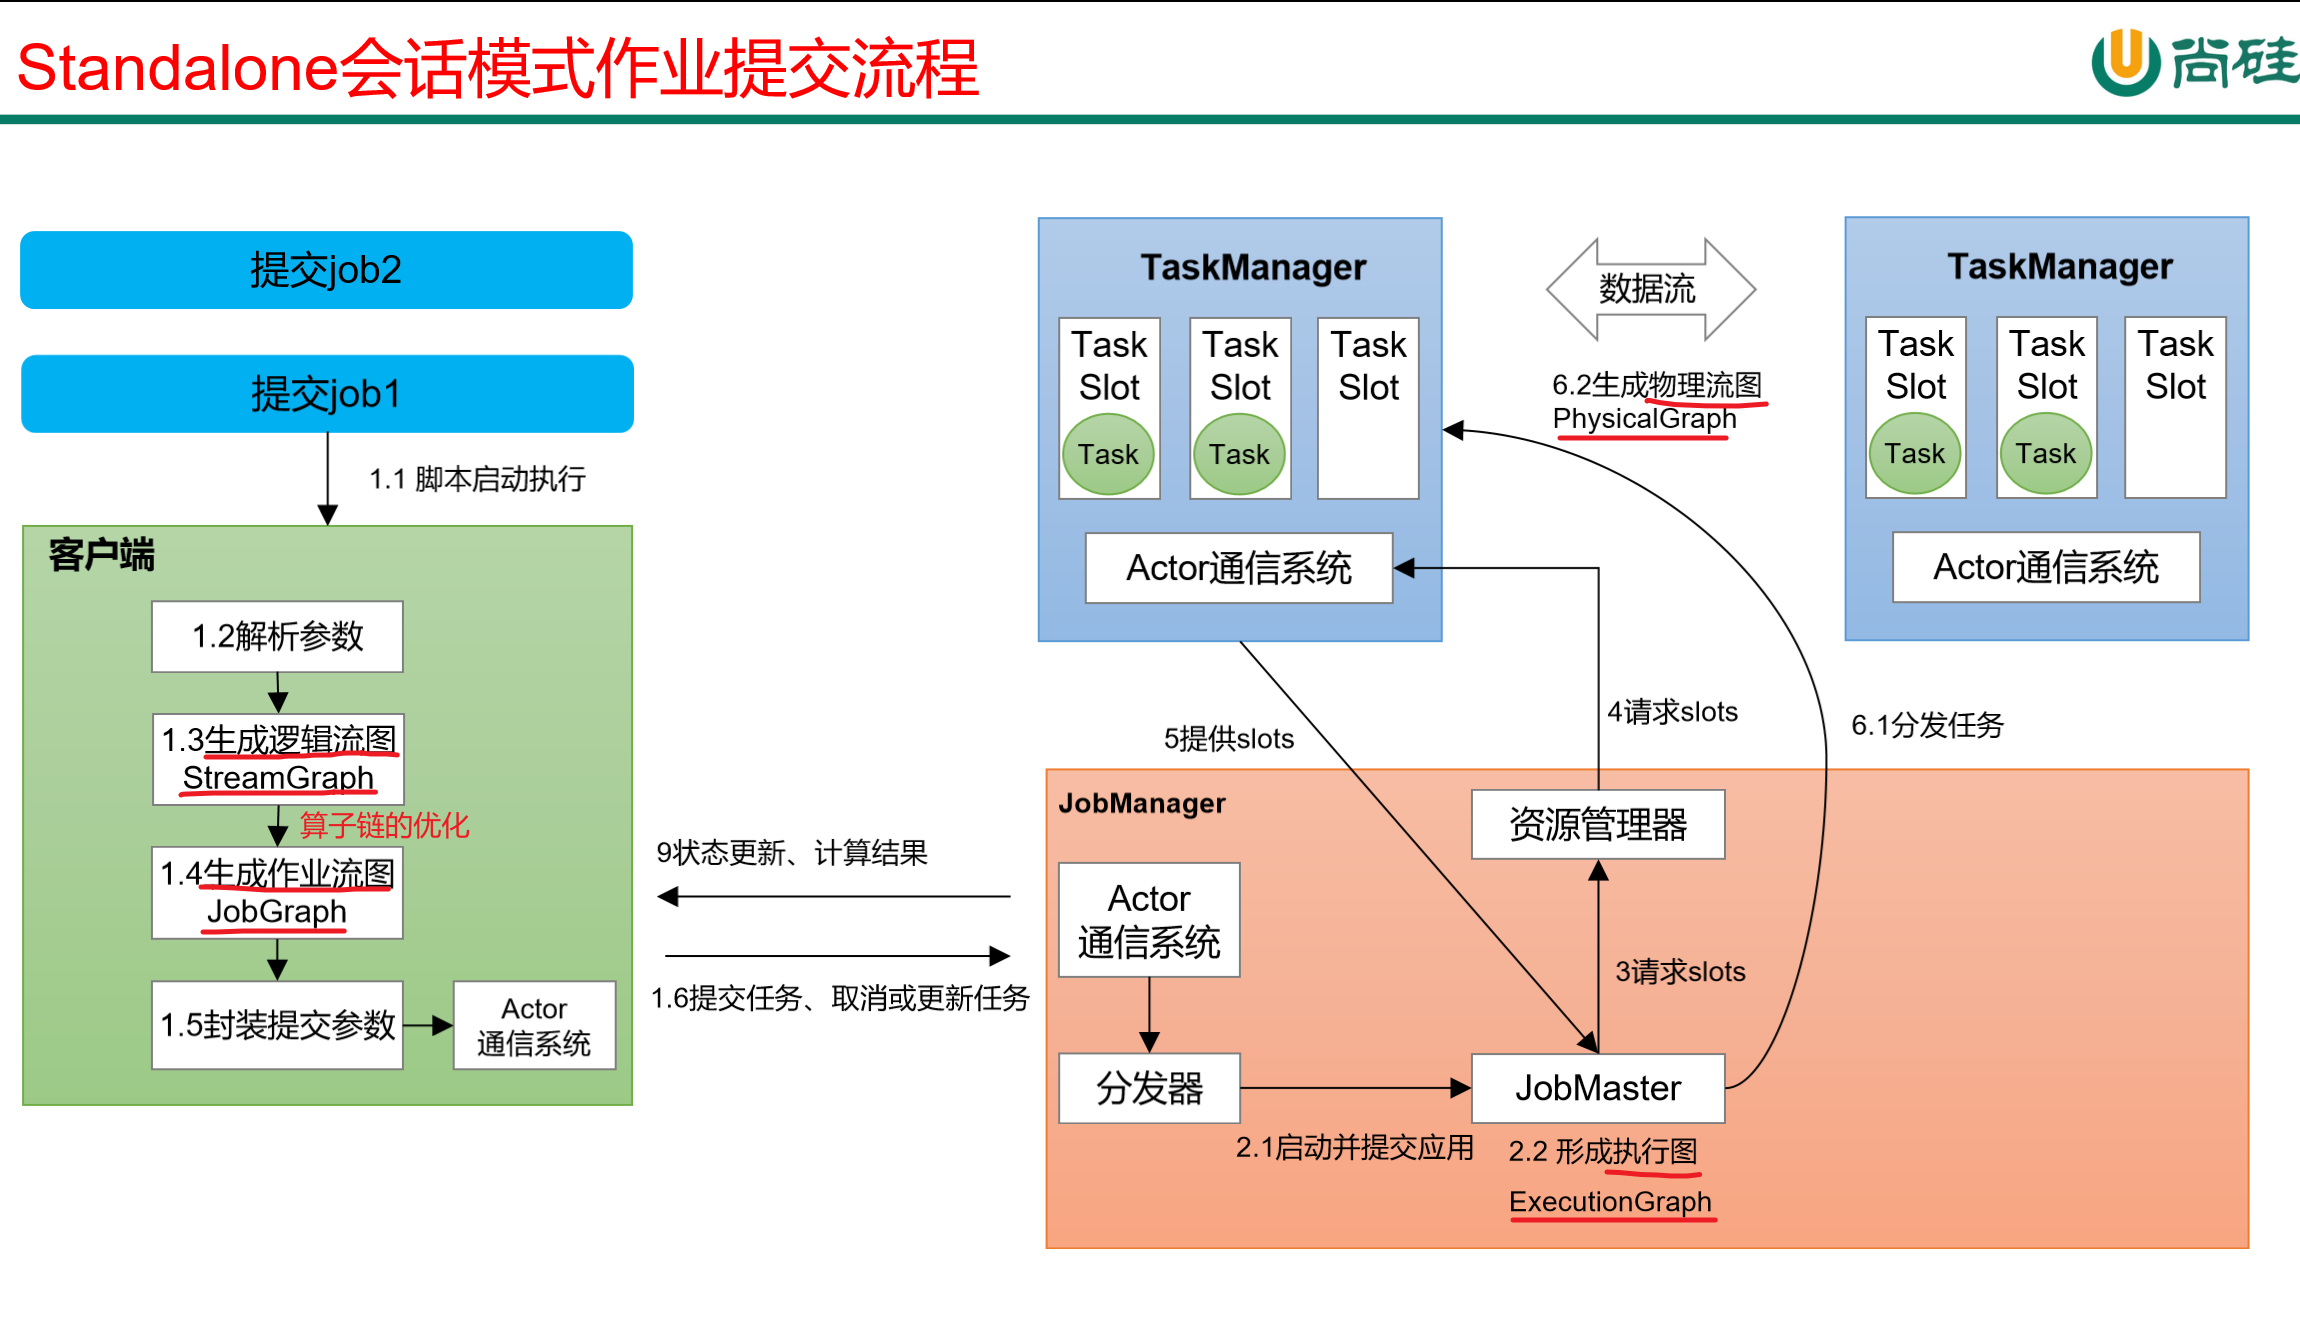 Standalone会话模式作业提交流程
尚硅
提交job2
提交job1
1.1 脚本启动执行
客户端
1.2解析参数
1.3生成逻辑流图
StreamGraph
算子链的优化
1.4生成作业流图
JobGraph
1.5封装提交参数
Actor
通信系统
9状态更新、计算结果
1.6提交任务、取消或更新任务
TaskManager
Task
Slot
Task
Task
Slot
Task
Task
Slot
Actor通信系统
数据流
6.2生成物理流图
PhysicalGraph
TaskManager
Task
Slot
Task
Task
Slot
Task
Task
Slot
Actor通信系统
5提供slots
4请求slots
6.1分发任务
JobManager
资源管理器
Actor
通信系统
3请求slots
分发器
JobMaster
2.1启动并提交应用
2.2 形成执行图
ExecutionGraph